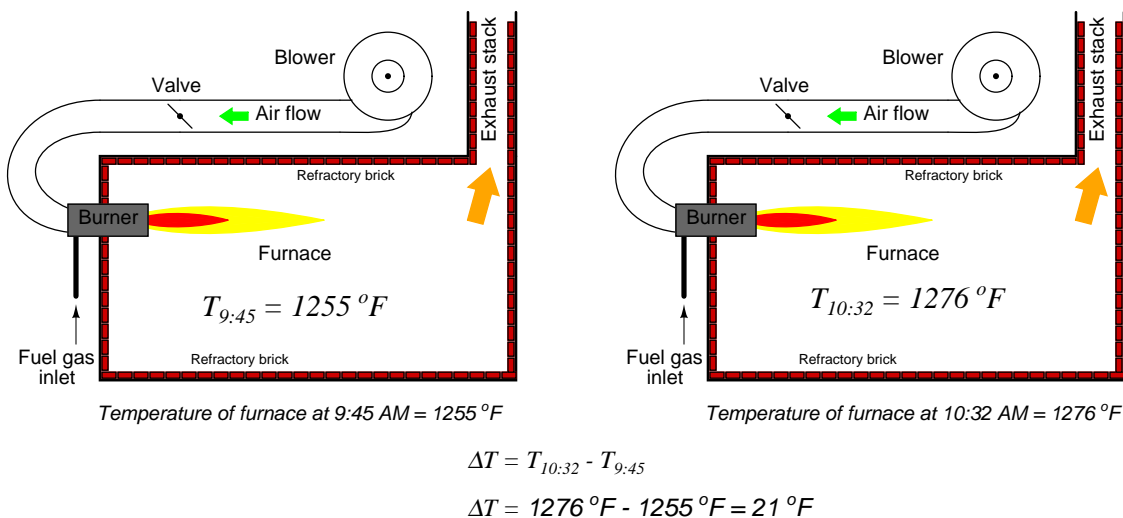 Blower
Exhaust stack
Valve
Air flow
Refractory brick
Burner
Furnace
T9:45 = 1255 °F
Refractory brick
Fuel gas
inlet
Temperature of furnace at 9:45 AM = 1255 °F
Blower
Exhaust stack
Valve
Air flow
Refractory brick
Burner
Furnace
T10:32 = 1276 °F
Refractory brick
Fuel gas
inlet
Temperature of furnace at 10:32 AM = 1276 °F
ΔT = T10:32 - T9:45
ΔT = 1276 °F - 1255 °F = 21 °F